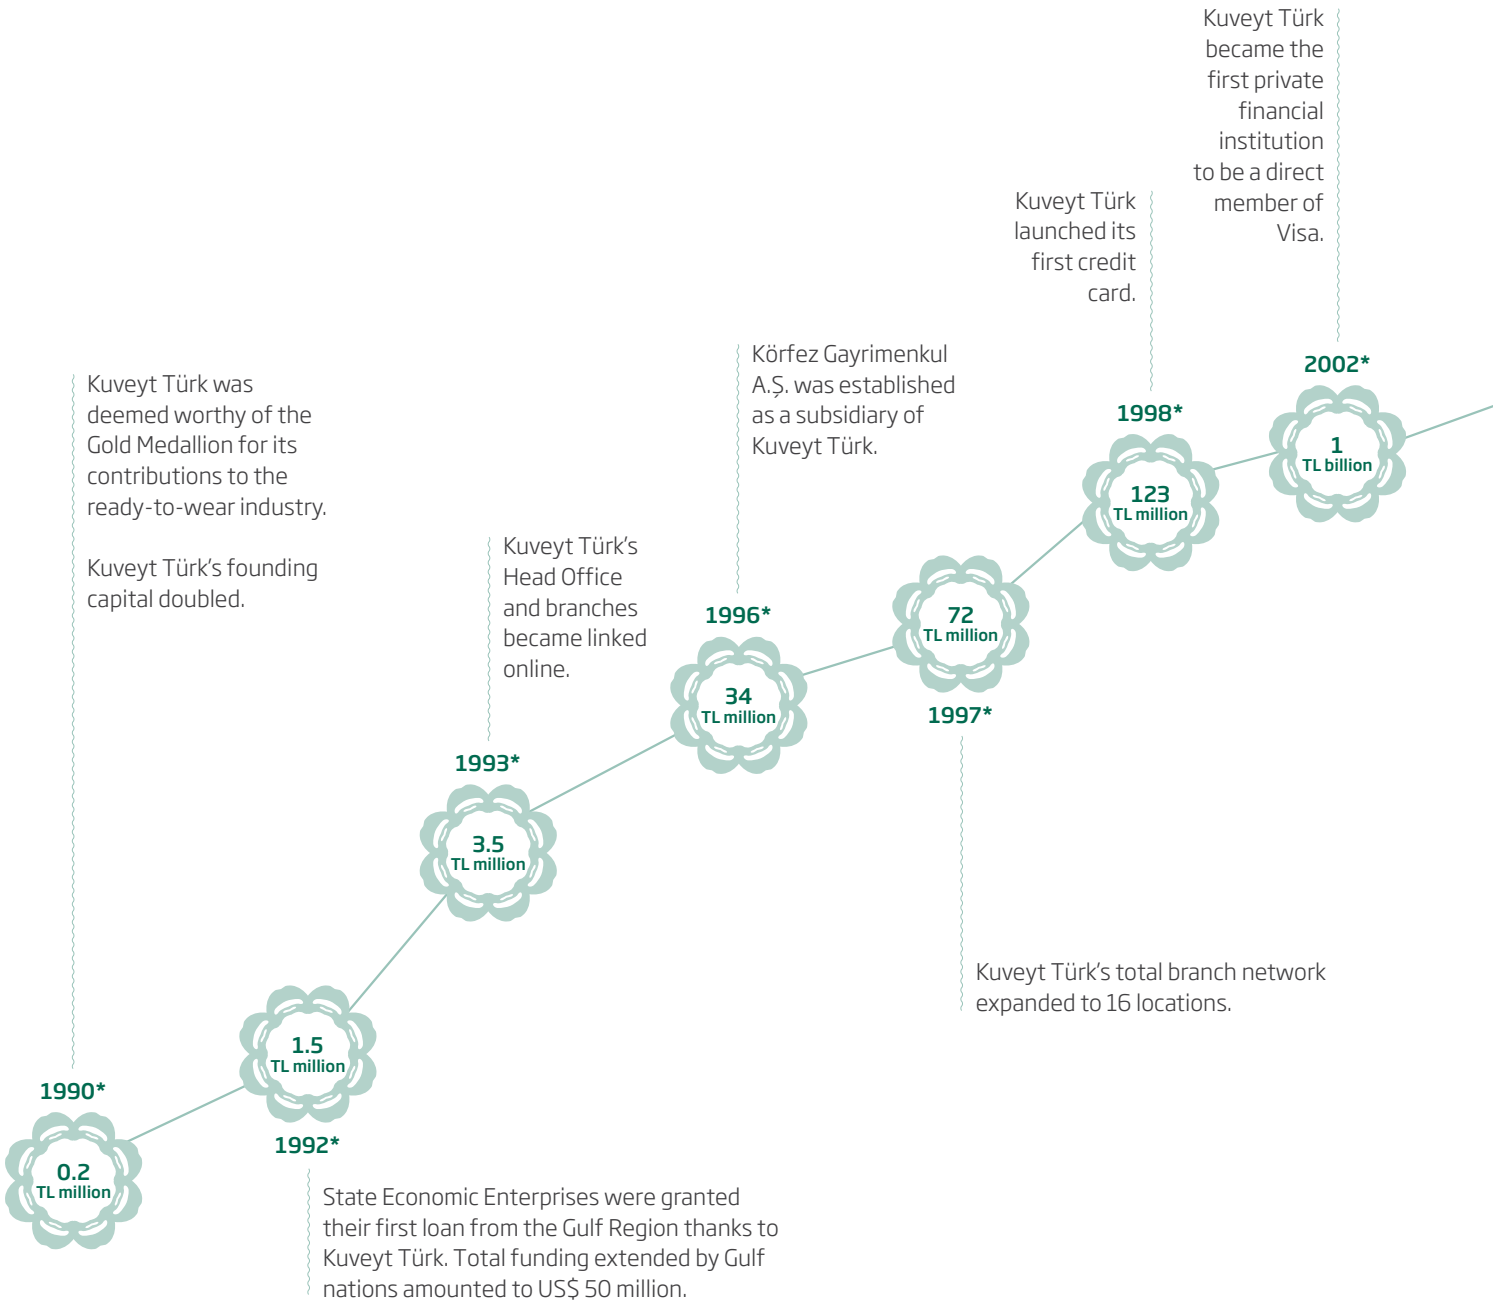 Kuveyt Türk was
deemed worthy of the
Gold Medallion for its
contributions to the
ready-to-wear industry.
Kuveyt Türk's founding
capital doubled.
1990*
0.2
TL million
1.5
TL million
1992*
State Economic Enterprises were granted
their first loan from the Gulf Region thanks to
Kuveyt Türk. Total funding extended by Gulf
nations amounted to US$ 50 million.
Kuveyt Türk's
Head Office
and branches
became linked
online.
1993*
3.5
TL million
Körfez Gayrimenkul
A.Ş. was established
as a subsidiary of
Kuveyt Türk.
1996*
34
TL million
72
TL million
1997*
Kuveyt Türk's total branch network
expanded to 16 locations.
Kuveyt Türk
launched its
first credit
card.
1998*
123
TL million
Kuveyt Türk
became the
first private
financial
institution
to be a direct
member of
Visa.
2002*
1
TL billion